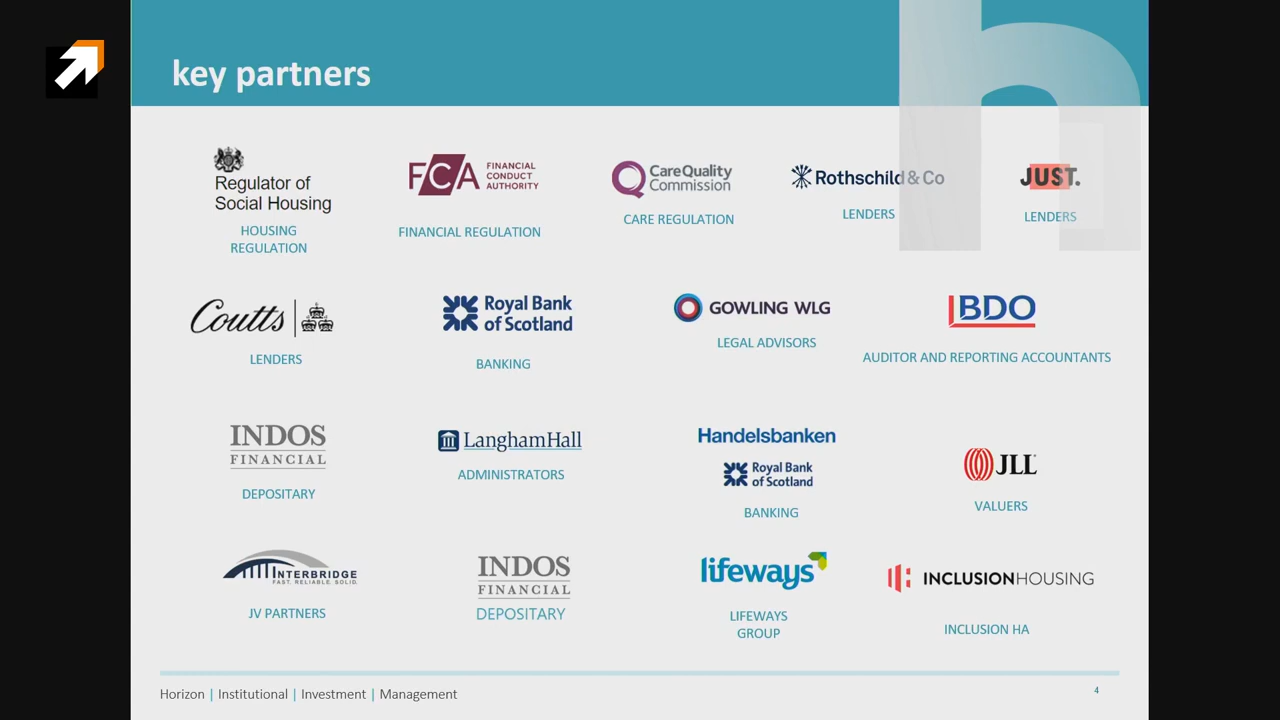 key partners
Regulator of
Social Housing
HOUSING
REGULATION
FCA
FINANCIAL
CONDUCT
AUTHORITY
FINANCIAL REGULATION
CareQuality
Commission
CARE REGULATION
Rothschild & Co
LENDERS
JUST.
LENDERS
Coutts
LENDERS
Royal Bank
of Scotland
BANKING
GOWLING WLG
LEGAL ADVISORS
BDO
AUDITOR AND REPORTING ACCOUNTANTS
INDOS
FINANCIAL
DEPOSITARY
LanghamHall
ADMINISTRATORS
Handelsbanken
Royal Bank
of Scotland
BANKING
JLL
VALUERS
INTERBRIDGE
FAST. RELIABLE. SOLID.
JV PARTNERS
INDOS
FINANCIAL
DEPOSITARY
lifeways
LIFEWAYS
GROUP
INCLUSIONHOUSING
INCLUSION HA
Horizon | Institutional | Investment | Management
4
h